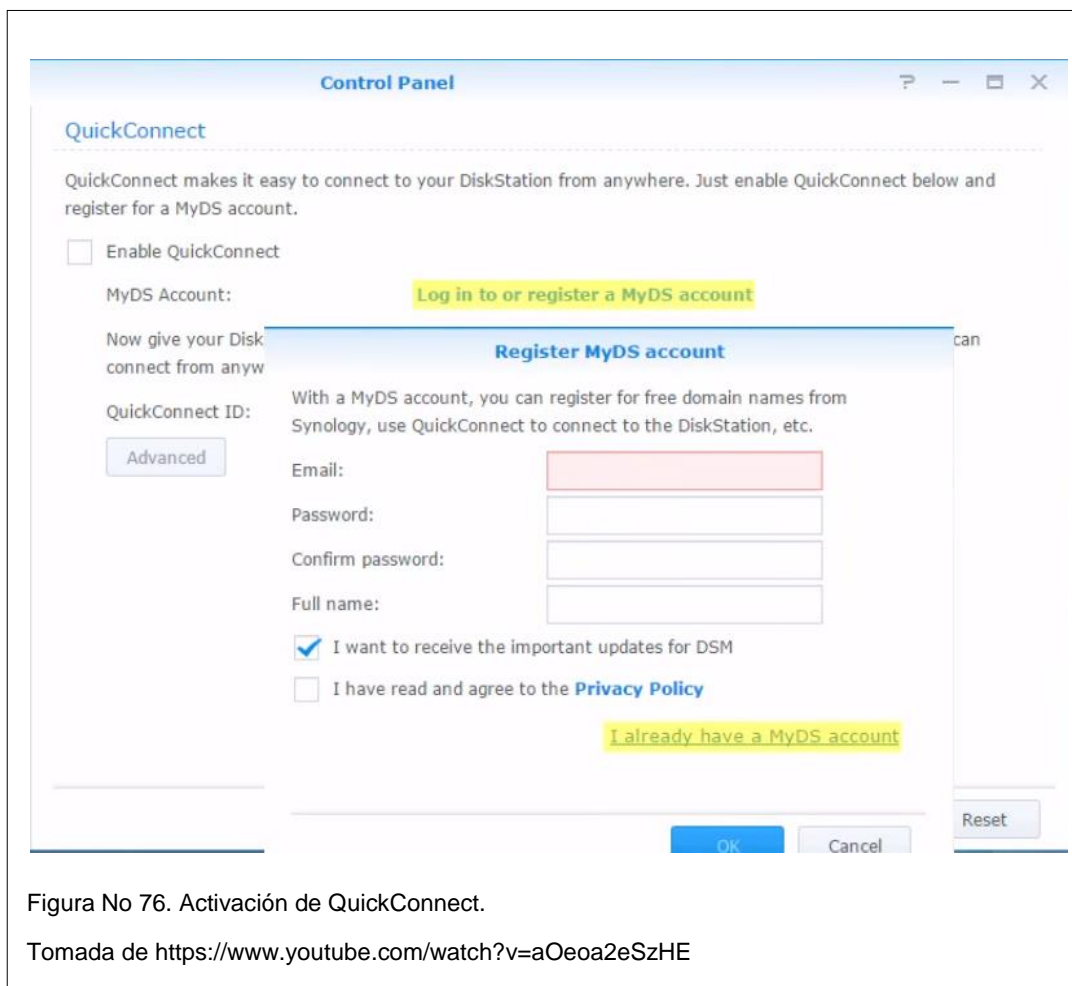 Control Panel
QuickConnect
QuickConnect makes it easy to connect to your DiskStation from anywhere. Just enable QuickConnect below and
register for a MyDS account.
Enable QuickConnect
MyDS Account:
Log in to or register a MyDS account
Now give your Disk
can
connect from anyw
QuickConnect ID:
Advanced
Register MyDS account
With a MyDS account, you can register for free domain names from
Synology, use QuickConnect to connect to the DiskStation, etc.
Email:
Password:
Confirm password:
Full name:
I want to receive the important updates for DSM
I have read and agree to the Privacy Policy
I already have a MyDS account
OK
Cancel
Reset
Figura No 76. Activación de QuickConnect.
Tomada de https://www.youtube.com/watch?v=aOeoa2eSzHE